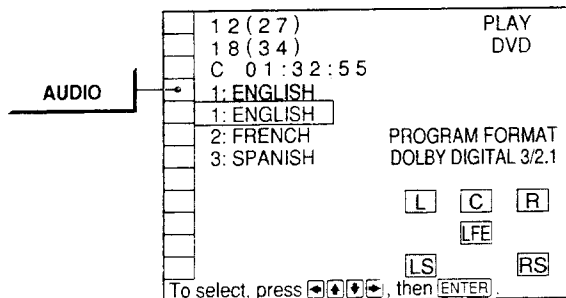 12(27) PLAY
18(34) DVD
C 01:32:55
AUDIO
1: ENGLISH
1: ENGLISH
2: FRENCH PROGRAM FORMAT
3: SPANISH DOLBY DIGITAL 3/2.1
L C R
LFE
LS RS
To select, press ←↑↓→, then ENTER.